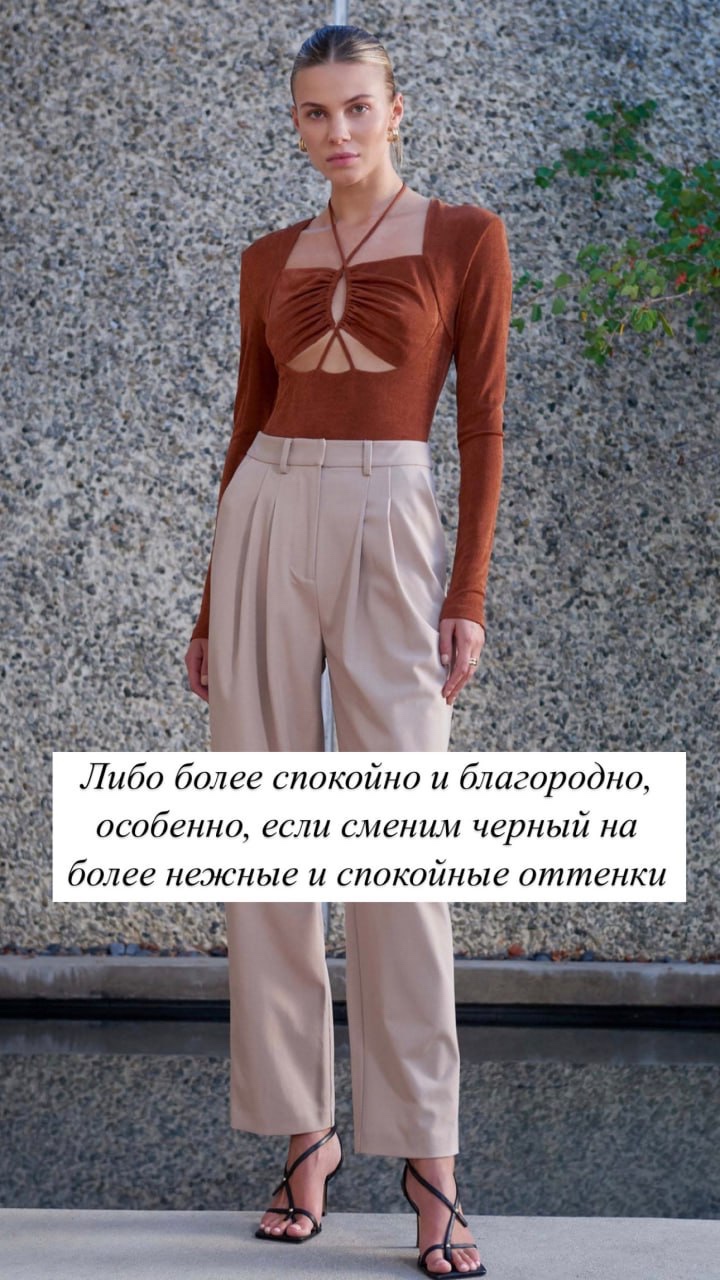 Либо более спокойно и благородно,
особенно, если сменим черный на
более нежные и спокойные оттенки